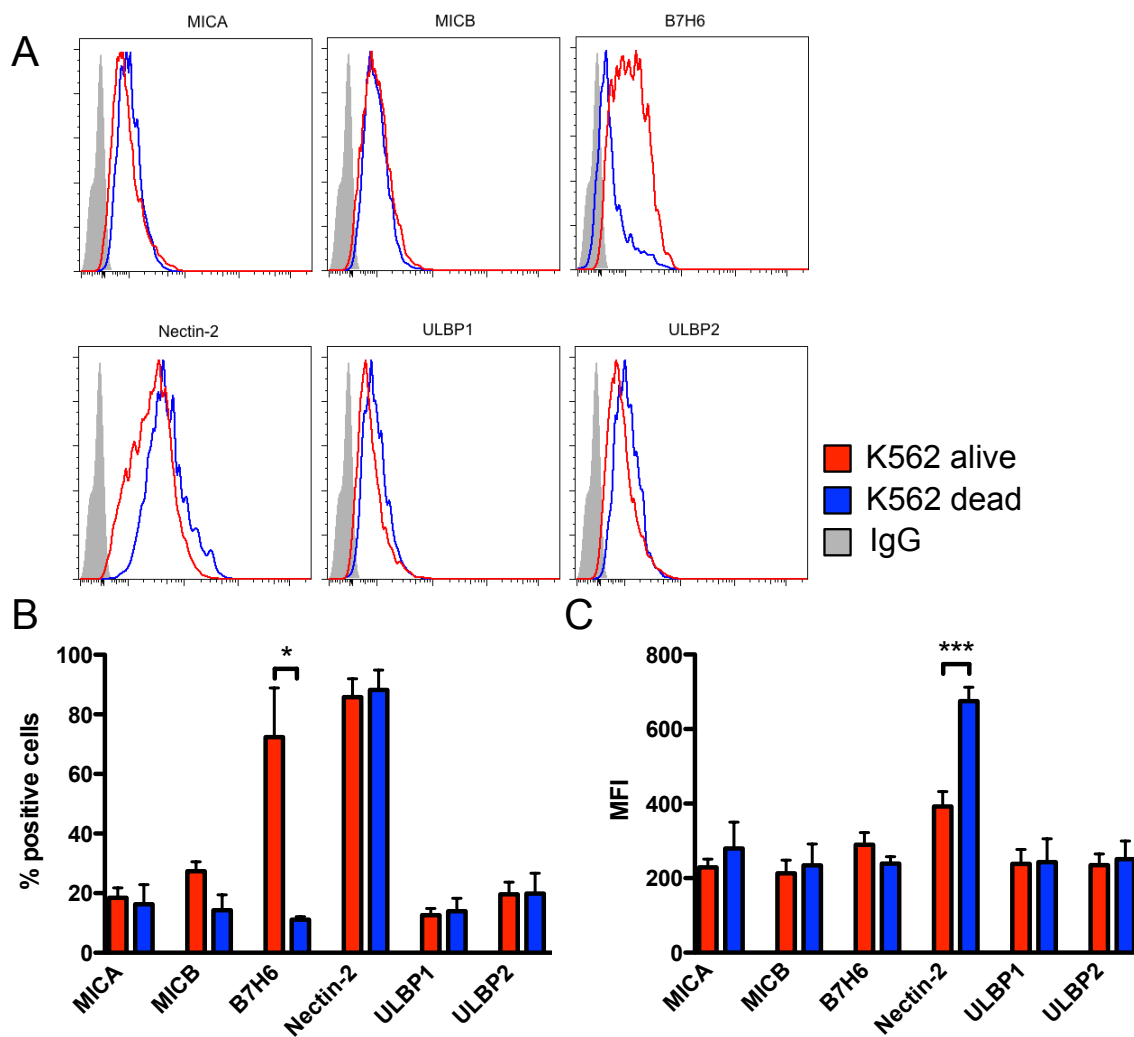 A
MICA
MICB
B7H6
Nectin-2
ULBP1
ULBP2
K562 alive
K562 dead
IgG
B
% positive cells
100
80
60
40
20
0
*
MICA
MICB
B7H6
Nectin-2
ULBP1
ULBP2
C
MFI
800
600
400
200
0
***
MICA
MICB
B7H6
Nectin-2
ULBP1
ULBP2